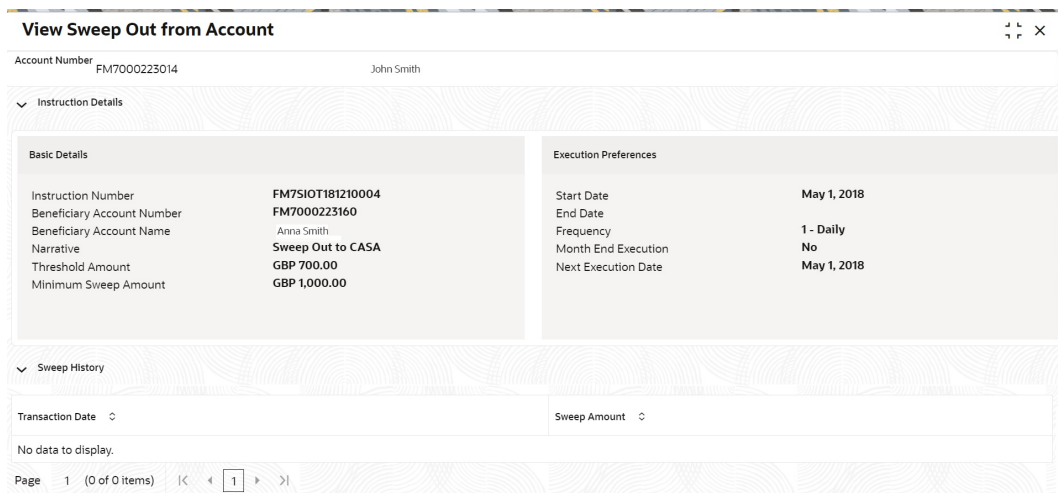 View Sweep Out from Account
Account Number FM7000223014 John Smith
Instruction Details
Basic Details
Instruction Number FM7SIOT181210004
Beneficiary Account Number FM7000223160
Beneficiary Account Name Anna Smith
Narrative Sweep Out to CASA
Threshold Amount GBP 700.00
Minimum Sweep Amount GBP 1,000.00
Execution Preferences
Start Date May 1, 2018
End Date
Frequency 1 - Daily
Month End Execution No
Next Execution Date May 1, 2018
Sweep History
Transaction Date Sweep Amount
No data to display.
Page 1 (0 of 0 items) 1